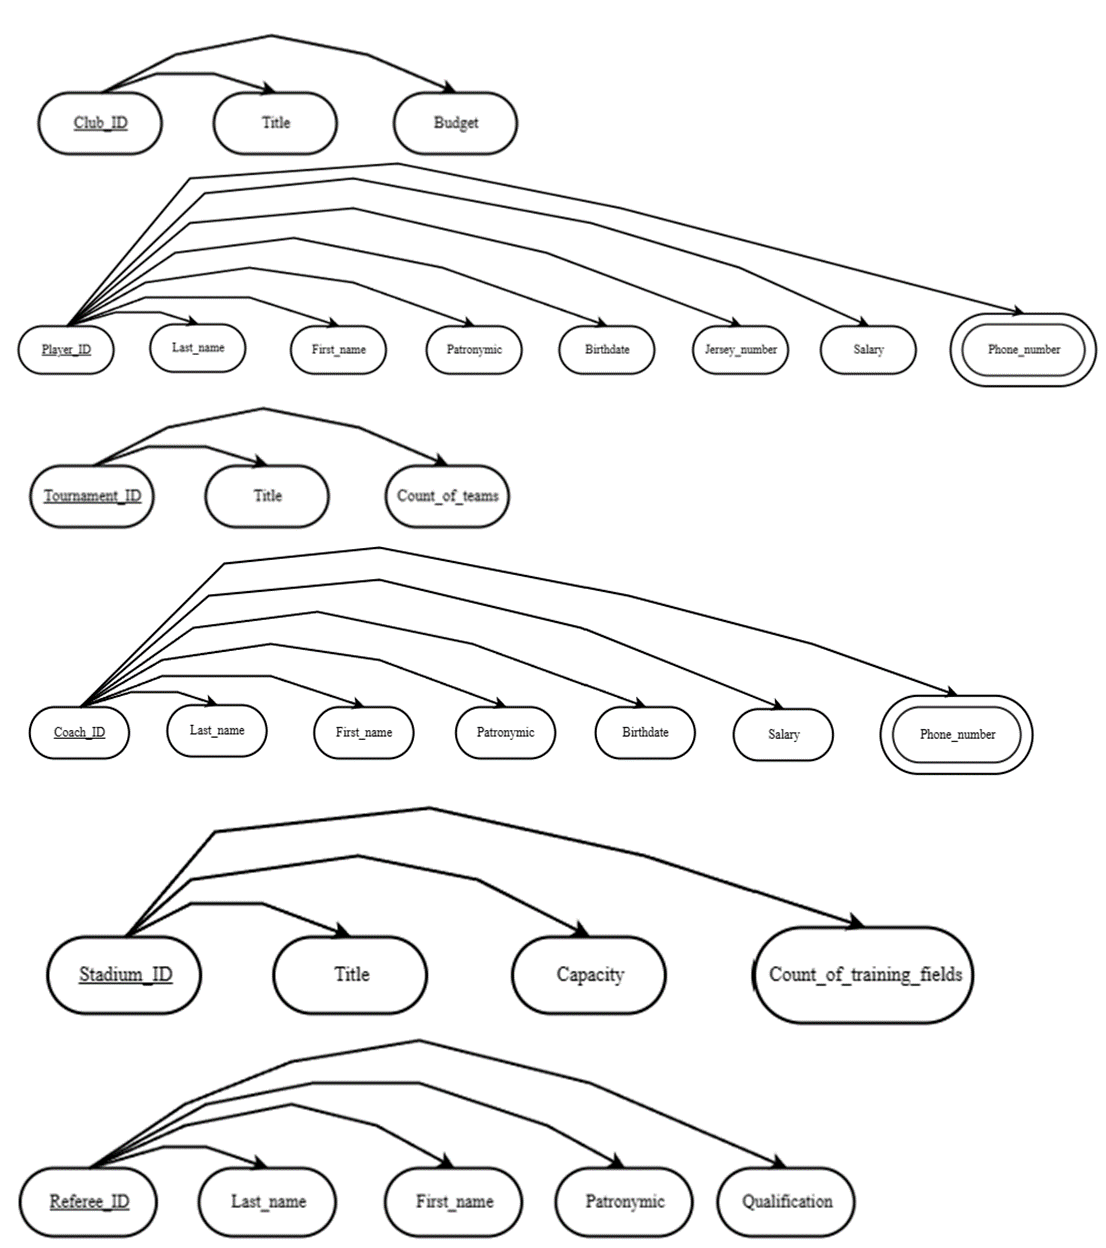 Club_ID
Title
Budget
Player_ID
Last_name
First_name
Patronymic
Birthdate
Jersey_number
Salary
Phone_number
Tournament_ID
Title
Count_of_teams
Coach_ID
Last_name
First_name
Patronymic
Birthdate
Salary
Phone_number
Stadium_ID
Title
Capacity
Count_of_training_fields
Referee_ID
Last_name
First_name
Patronymic
Qualification